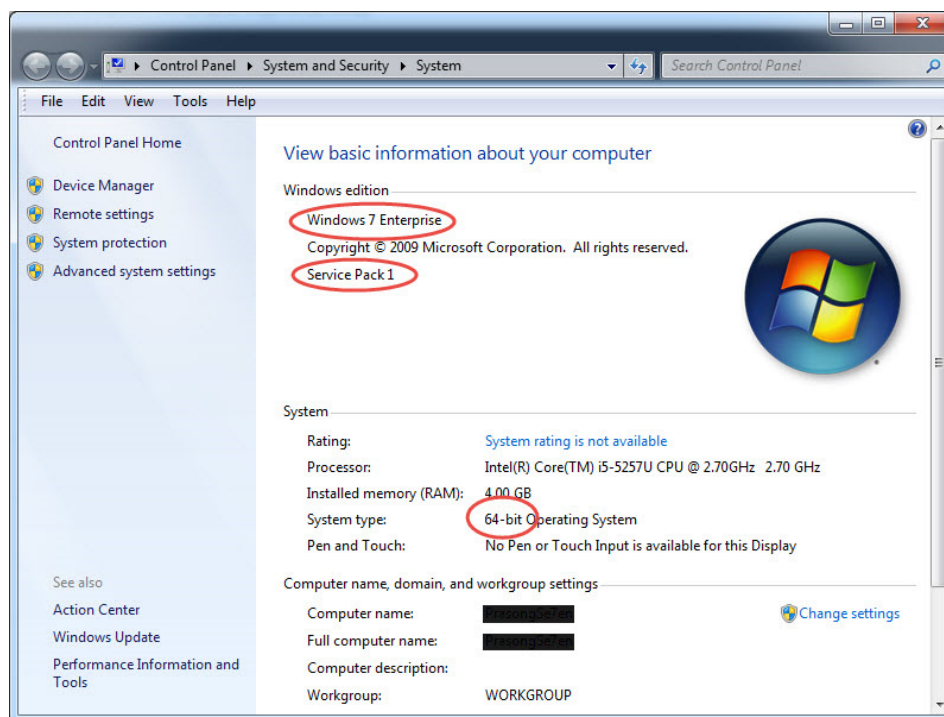 Control Panel ▸ System and Security ▸ System
Search Control Panel
File Edit View Tools Help
Control Panel Home
Device Manager
Remote settings
System protection
Advanced system settings
See also
Action Center
Windows Update
Performance Information and
Tools
View basic information about your computer
Windows edition
Windows 7 Enterprise
Copyright © 2009 Microsoft Corporation. All rights reserved.
Service Pack 1
System
Rating: System rating is not available
Processor: Intel(R) Core(TM) i5-5257U CPU @ 2.70GHz 2.70 GHz
Installed memory (RAM): 4.00 GB
System type: 64-bit Operating System
Pen and Touch: No Pen or Touch Input is available for this Display
Computer name, domain, and workgroup settings
Computer name:
Change settings
Full computer name:
Computer description:
Workgroup: WORKGROUP